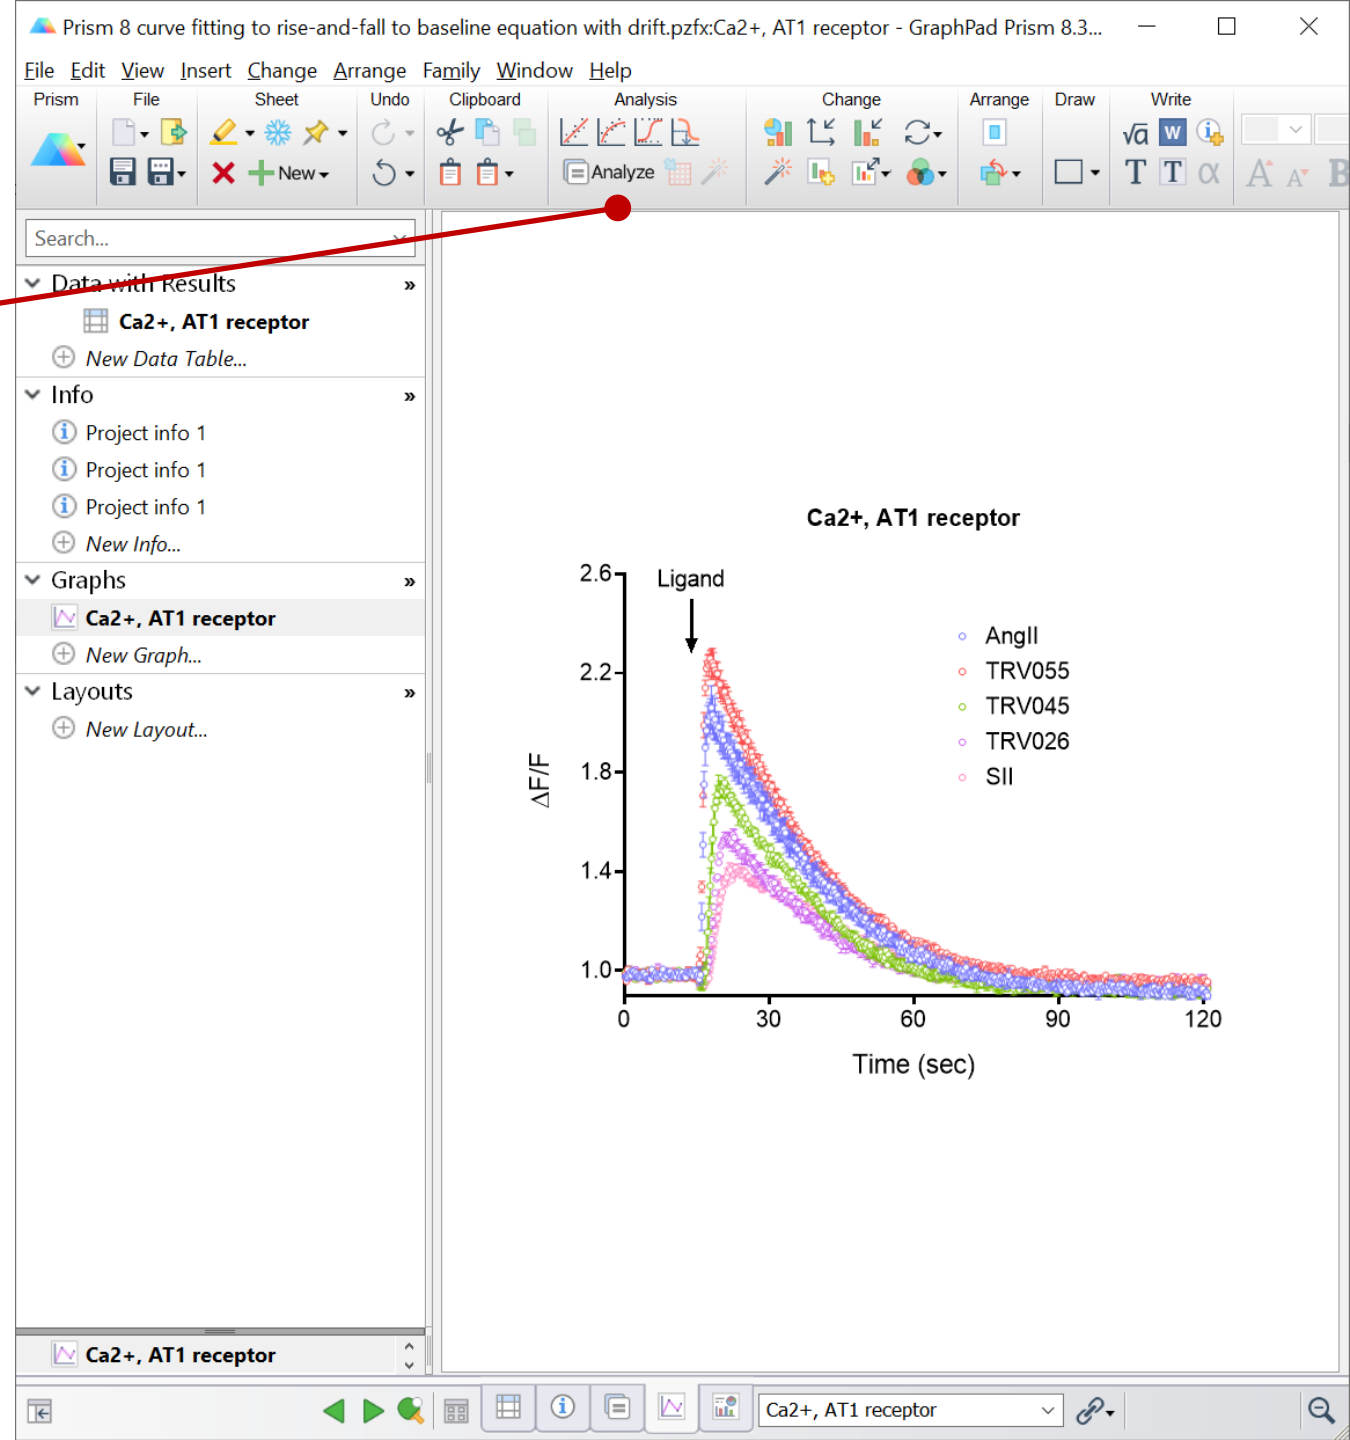 Prism 8 curve fitting to rise-and-fall to baseline equation with drift.pzfx:Ca2+, AT1 receptor - GraphPad Prism 8.3...
File Edit View Insert Change Arrange Family Window Help
Prism File Sheet Undo Clipboard Analysis Change Arrange Draw Write
√α W
New Analyze T T α A A B
Search...
Data with Results »
Ca2+, AT1 receptor
New Data Table...
Info »
Project info 1
Project info 1
Project info 1
New Info...
Graphs »
Ca2+, AT1 receptor
New Graph...
Layouts »
New Layout...
Ca2+, AT1 receptor
2.6
Ligand
AngII
TRV055
TRV045
TRV026
SII
2.2
1.8
1.4
1.0
ΔF/F
0 30 60 90 120
Time (sec)
Ca2+, AT1 receptor
Ca2+, AT1 receptor